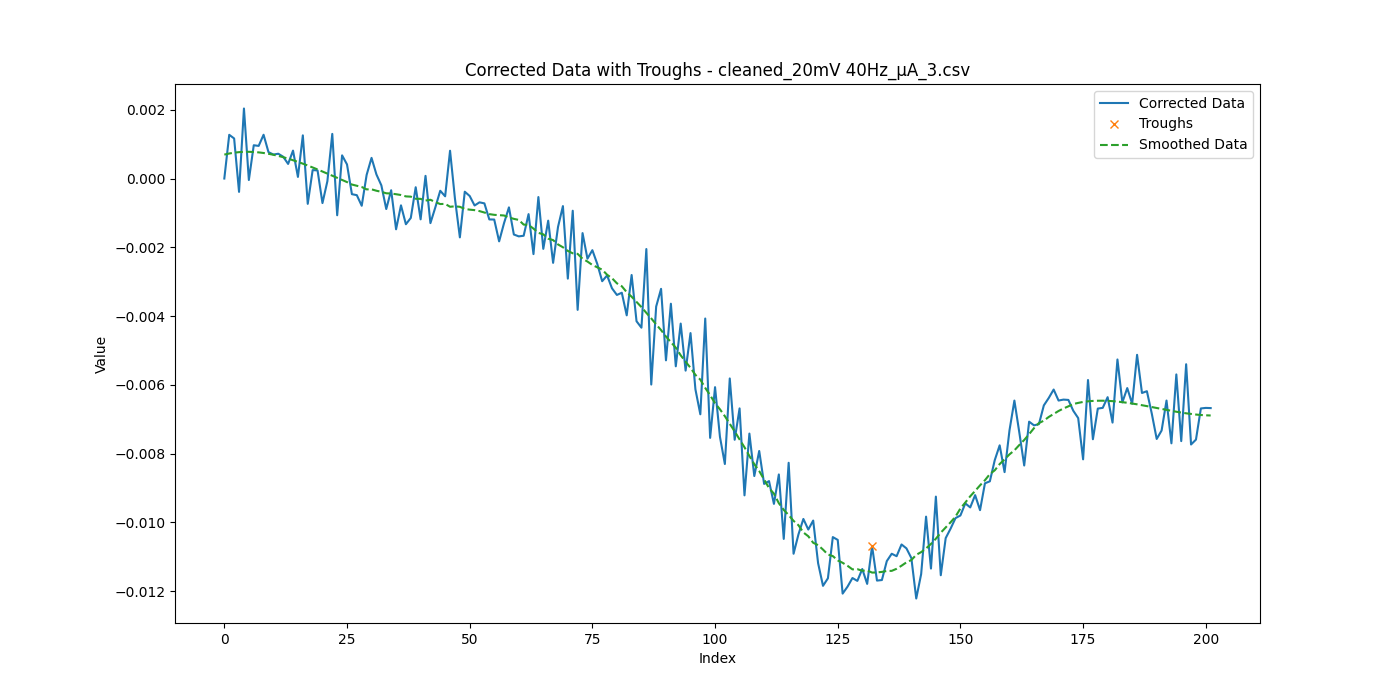 Corrected Data with Troughs - cleaned_20mV 40Hz_μA_3.csv
Corrected Data
Troughs
Smoothed Data
Value
0.002
0.000
−0.002
−0.004
−0.006
−0.008
−0.010
−0.012
0 25 50 75 100 125 150 175 200
Index